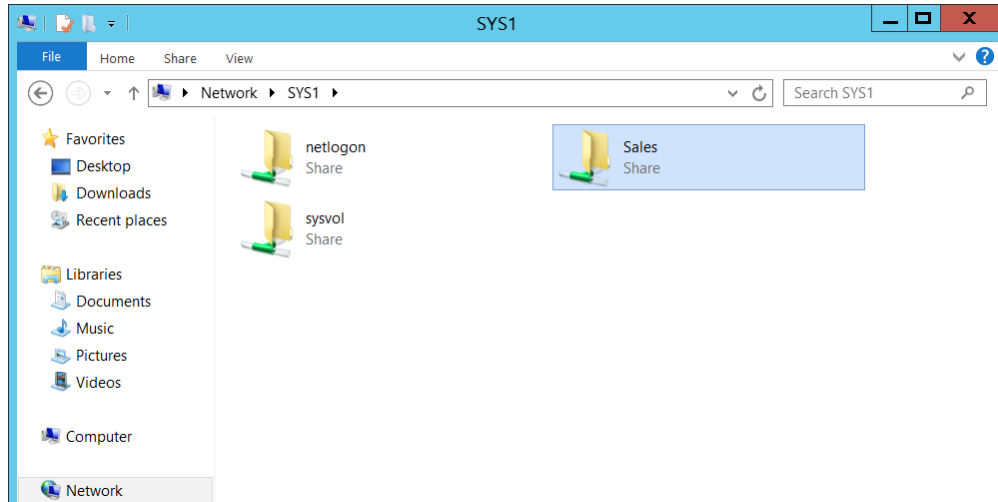 SYS1
File Home Share View
Network SYS1
Search SYS1
Favorites
Desktop
Downloads
Recent places
Libraries
Documents
Music
Pictures
Videos
Computer
Network
netlogon
Share
Sales
Share
sysvol
Share